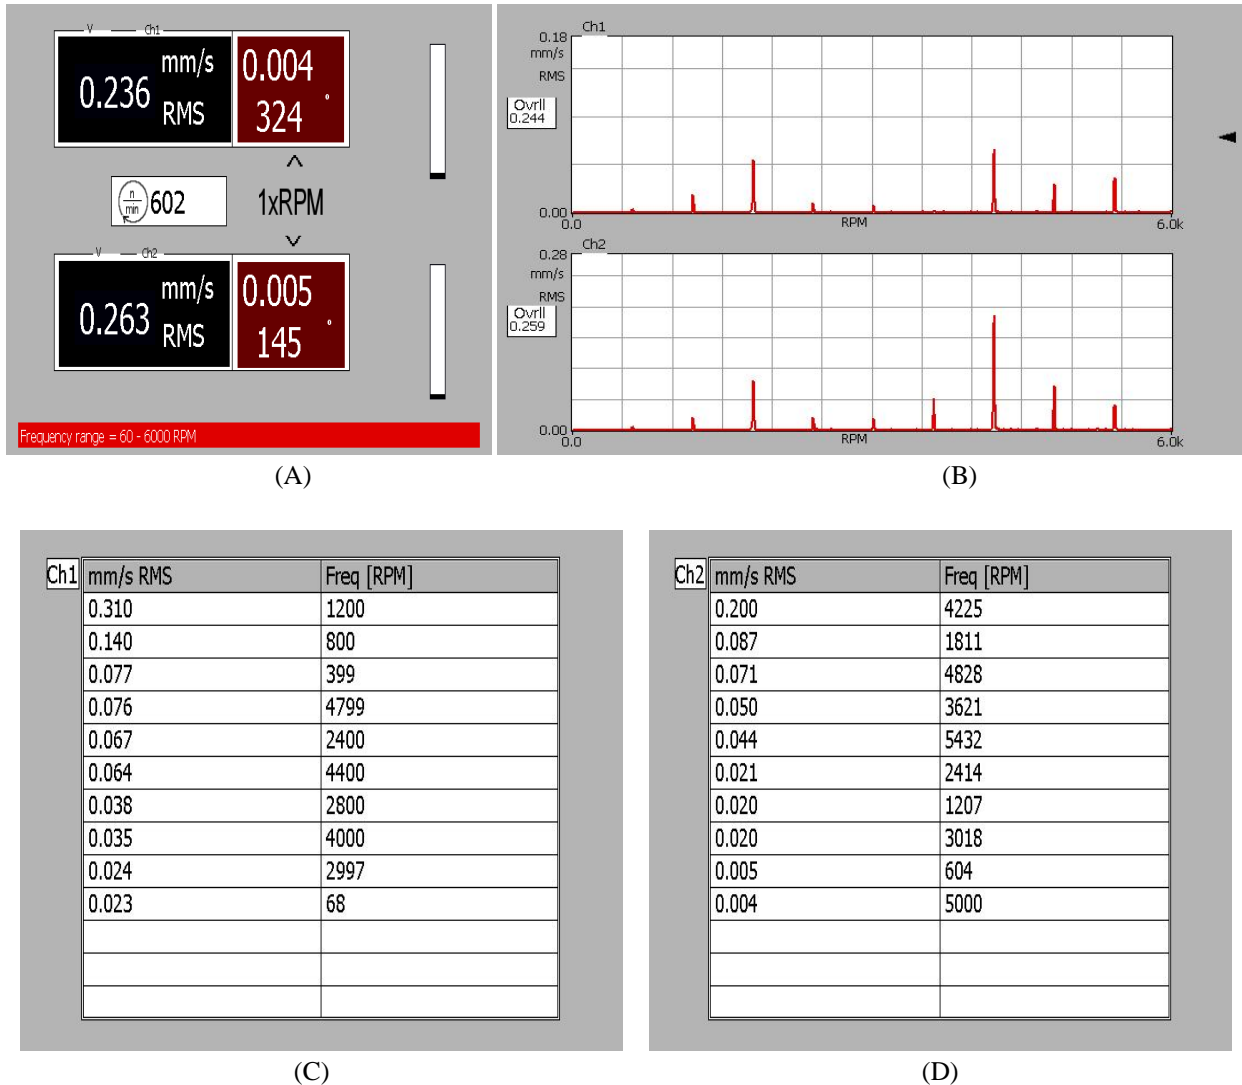 V Ch1
0.236 mm/s RMS
0.004
324 °
n/min 602
1xRPM
V Ch2
0.263 mm/s RMS
0.005
145 °
Frequency range = 60 - 6000 RPM
(A)
Ch1
0.18
mm/s
RMS
Ovrll
0.244
0.00
0.0 RPM 6.0k
Ch2
0.28
mm/s
RMS
Ovrll
0.259
0.00
0.0 RPM 6.0k
(B)
Ch1 mm/s RMS Freq [RPM]
0.310 1200
0.140 800
0.077 399
0.076 4799
0.067 2400
0.064 4400
0.038 2800
0.035 4000
0.024 2997
0.023 68
(C)
Ch2 mm/s RMS Freq [RPM]
0.200 4225
0.087 1811
0.071 4828
0.050 3621
0.044 5432
0.021 2414
0.020 1207
0.020 3018
0.005 604
0.004 5000
(D)